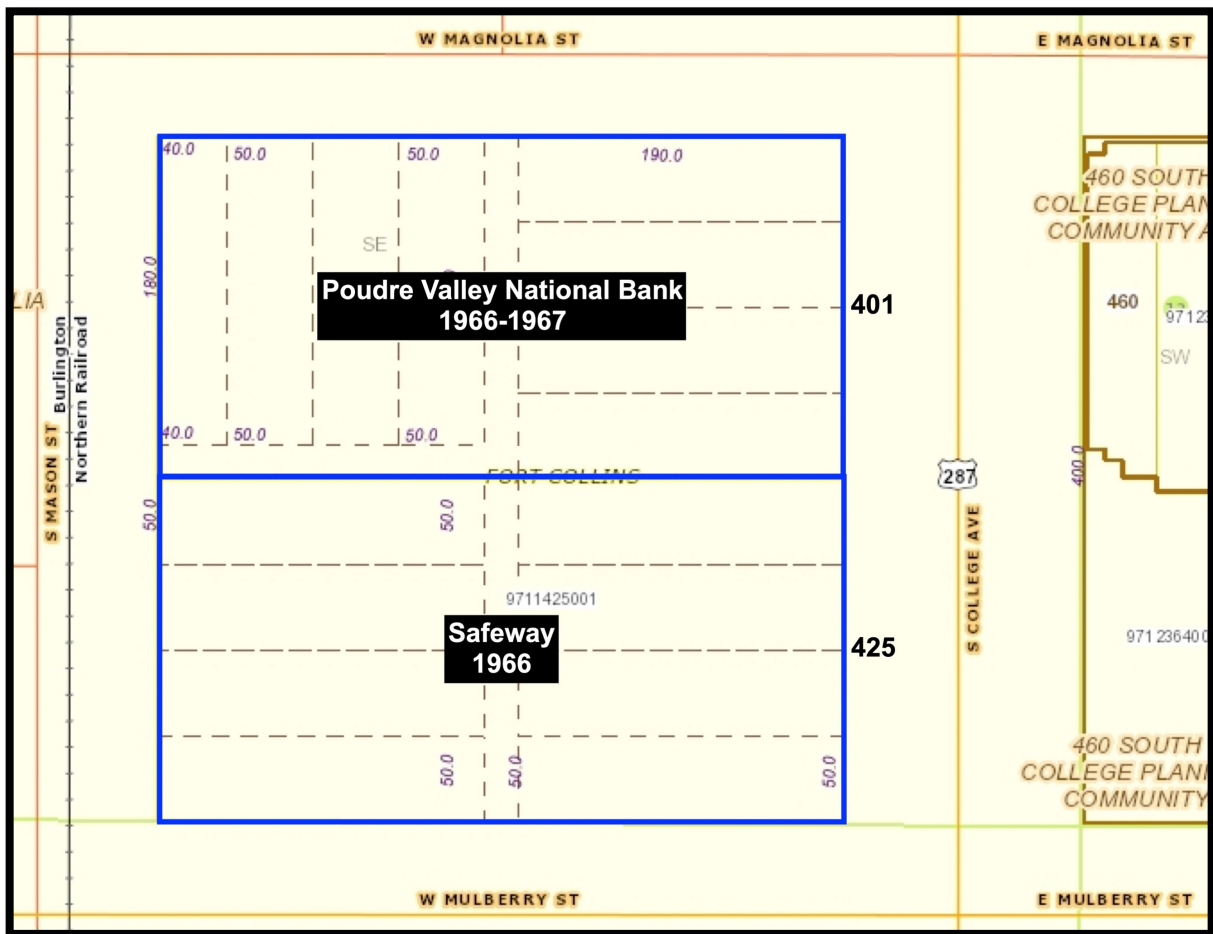 W MAGNOLIA ST
E MAGNOLIA ST
40.0
50.0
50.0
190.0
460 SOUTH
COLLEGE PLAN
COMMUNITY A
SE
180.0
LIA
Poudre Valley National Bank
1966-1967
401
460
9712
SW
Burlington
Northern Railroad
S MASON ST
40.0
50.0
50.0
FORT COLLINS
287
400.0
50.0
50.0
S COLLEGE AVE
9711425001
Safeway
1966
425
97123640
460 SOUTH
COLLEGE PLAN
COMMUNITY
50.0
50.0
50.0
W MULBERRY ST
E MULBERRY ST